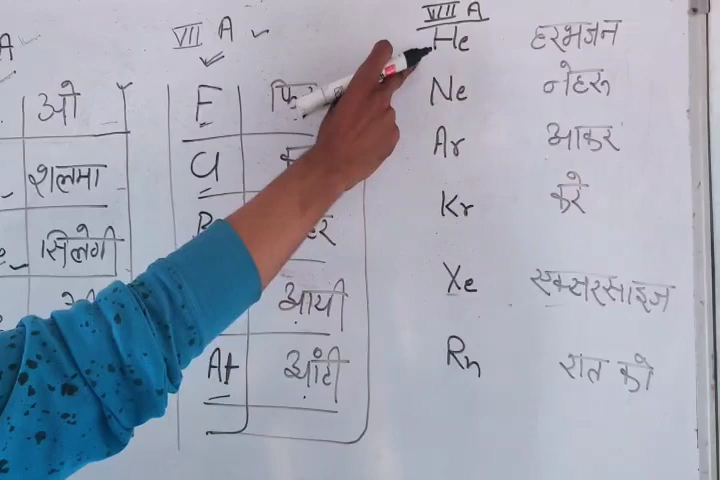 A
VII A
VIII A
ओ
F
फिर
He
हरभजन
Ne
नेहरू
शलमा
Cl
Ar
आकर
सिलेगी
Kr
करे
आयी
Xe
एक्सरसाइज
At
आंटी
Rn
रात को